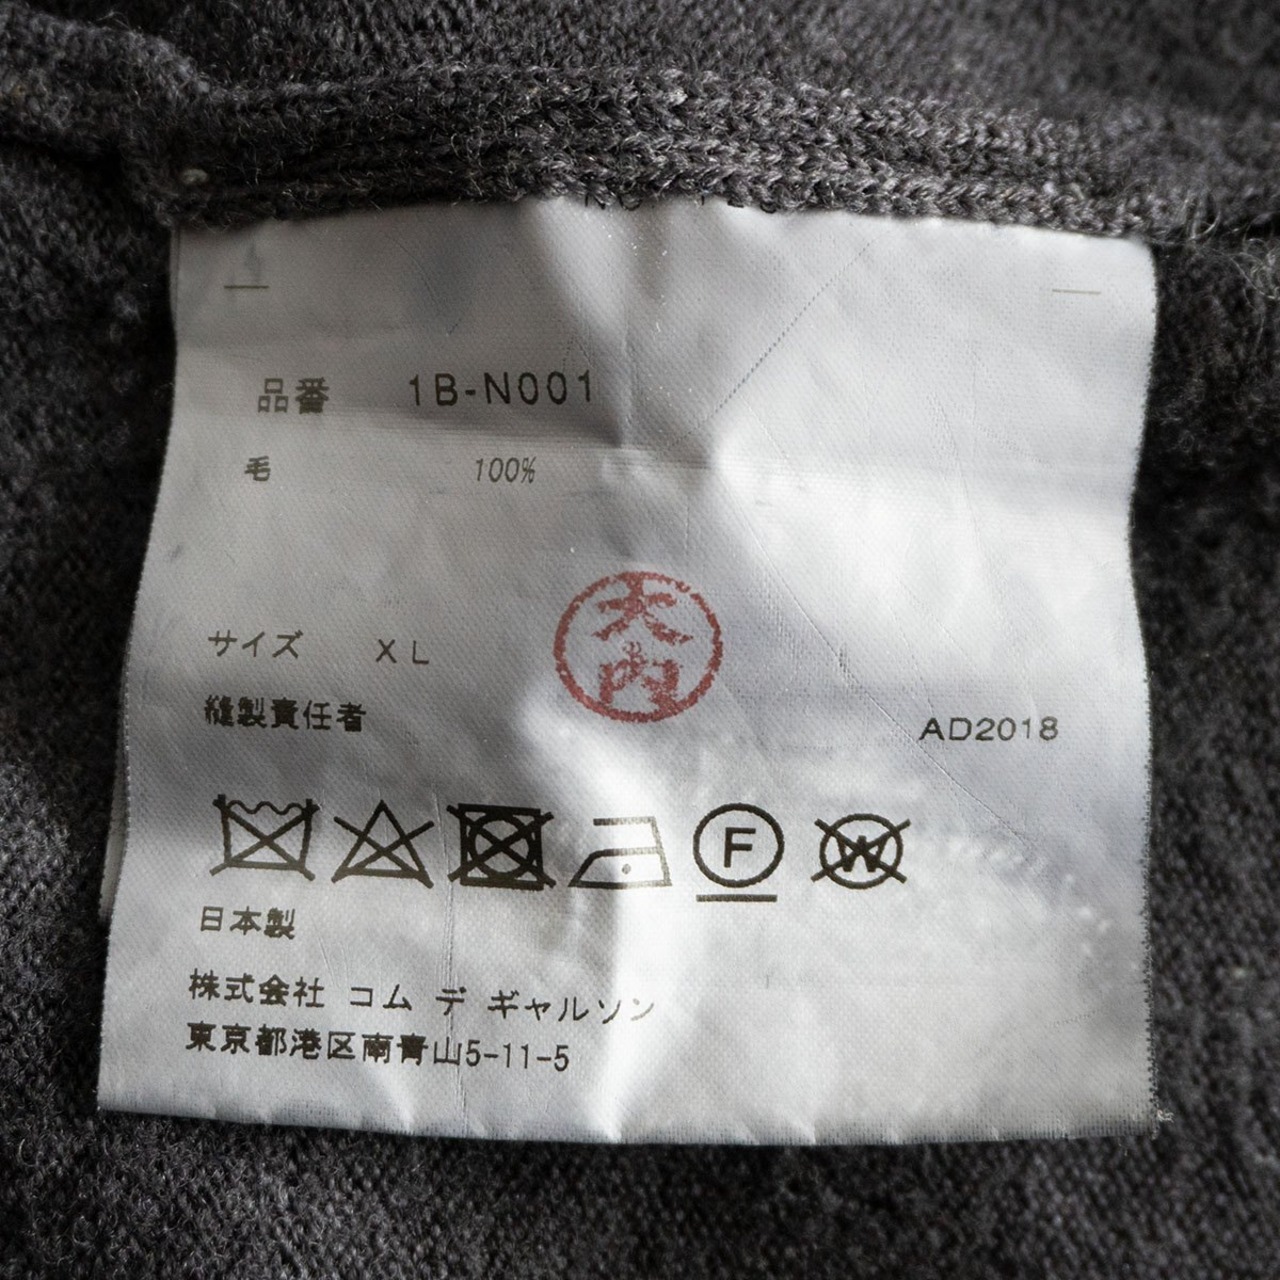 品番 1B-N001
毛 100%
大内
サイズ XL
縫製責任者
AD2018
F W
日本製
株式会社 コム デ ギャルソン
東京都港区南青山5-11-5